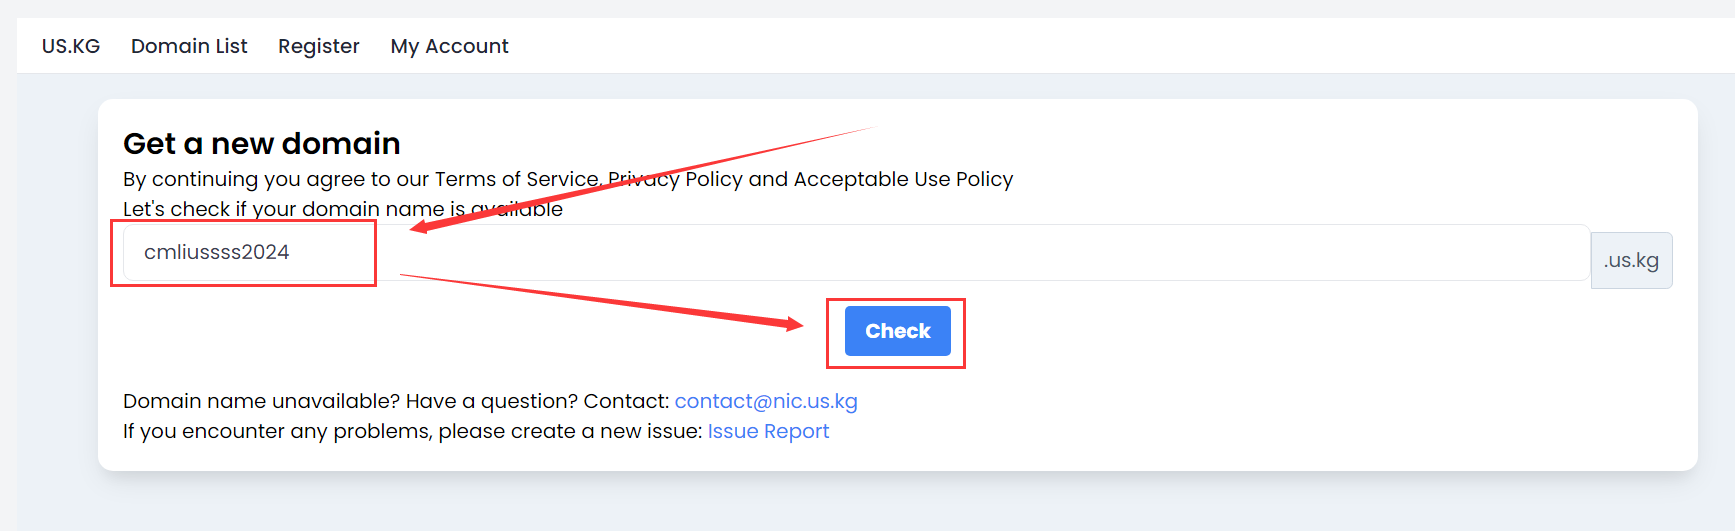 US.KG Domain List Register My Account
Get a new domain
By continuing you agree to our Terms of Service, Privacy Policy and Acceptable Use Policy
Let's check if your domain name is available
cmliussss2024 .us.kg
Check
Domain name unavailable? Have a question? Contact: contact@nic.us.kg
If you encounter any problems, please create a new issue: Issue Report